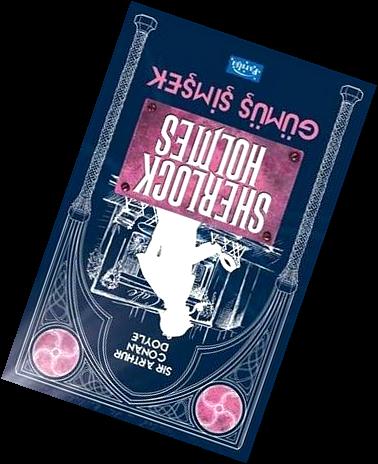 SIR ARTHUR
CONAN
DOYLE
SHERLOCK
HOLMES
GÜMÜŞ ŞİMŞEK